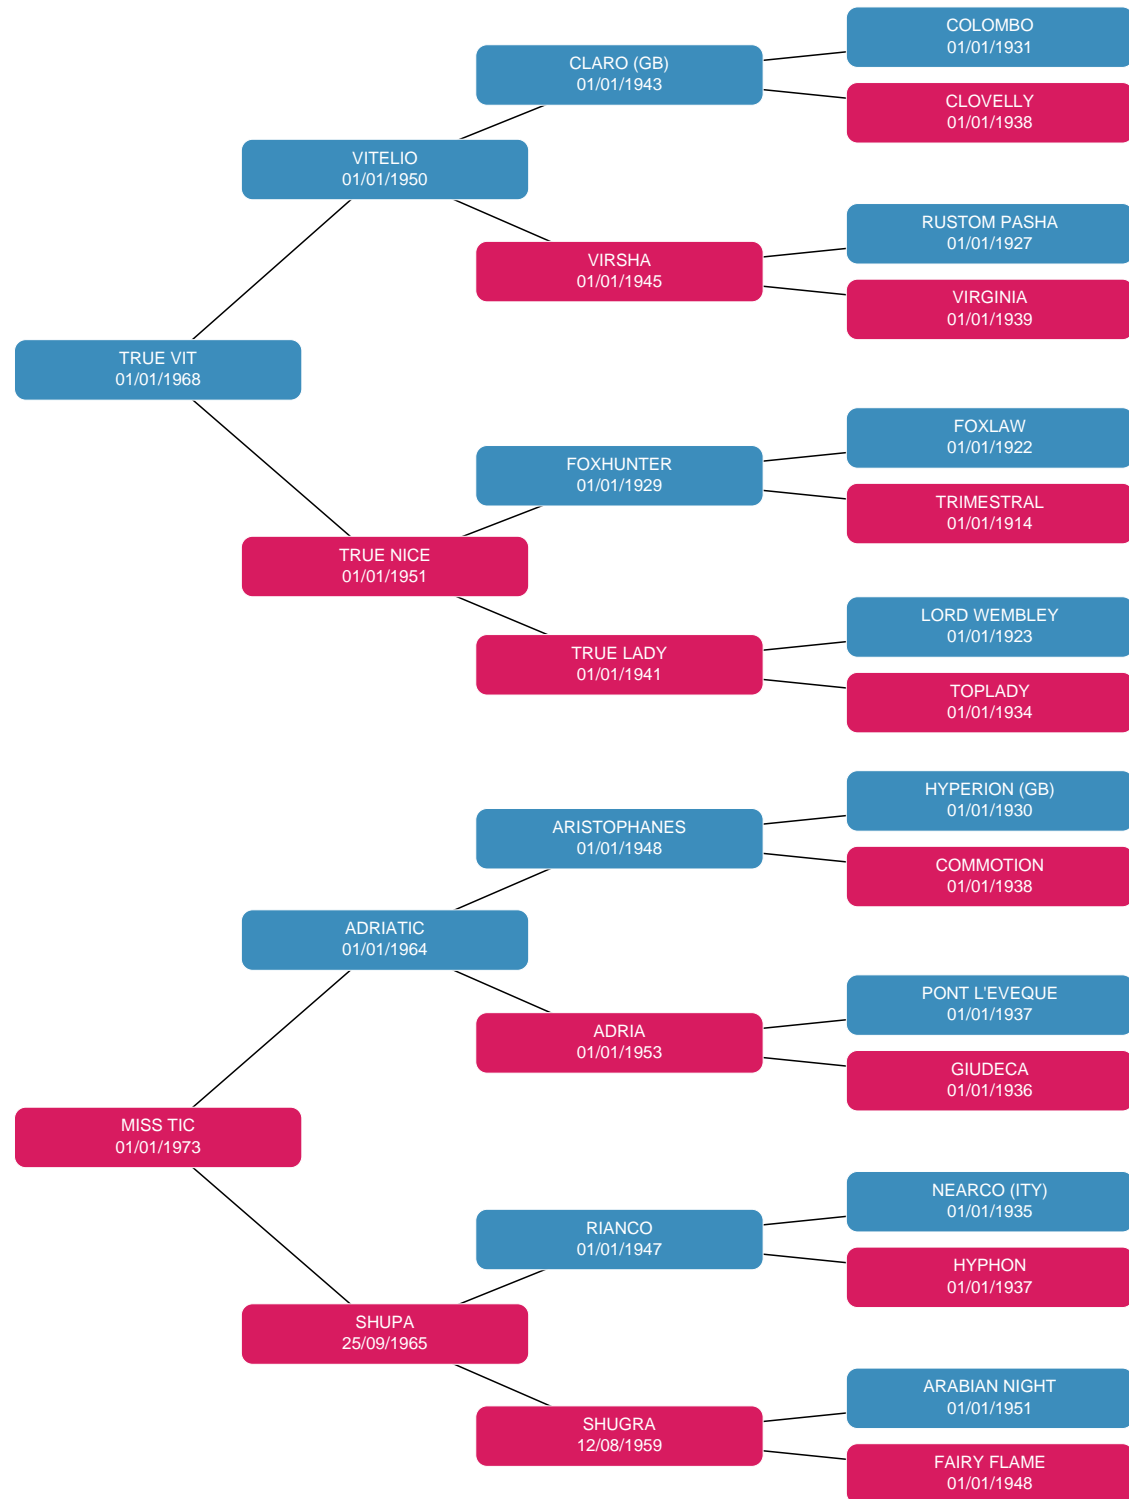 COLOMBO
01/01/1931
CLARO (GB)
01/01/1943
CLOVELLY
01/01/1938
VITELIO
01/01/1950
RUSTOM PASHA
01/01/1927
VIRSHA
01/01/1945
VIRGINIA
01/01/1939
TRUE VIT
01/01/1968
FOXLAW
01/01/1922
FOXHUNTER
01/01/1929
TRIMESTRAL
01/01/1914
TRUE NICE
01/01/1951
LORD WEMBLEY
01/01/1923
TRUE LADY
01/01/1941
TOPLADY
01/01/1934
HYPERION (GB)
01/01/1930
ARISTOPHANES
01/01/1948
COMMOTION
01/01/1938
ADRIATIC
01/01/1964
PONT L'EVEQUE
01/01/1937
ADRIA
01/01/1953
GIUDECA
01/01/1936
MISS TIC
01/01/1973
NEARCO (ITY)
01/01/1935
RIANCO
01/01/1947
HYPHON
01/01/1937
SHUPA
25/09/1965
ARABIAN NIGHT
01/01/1951
SHUGRA
12/08/1959
FAIRY FLAME
01/01/1948